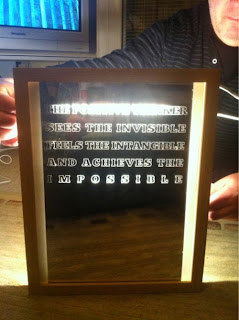 THE POSITIVE THINKER
SEES THE INVISIBLE
FEELS THE INTANGIBLE
AND ACHIEVES THE
IMPOSSIBLE